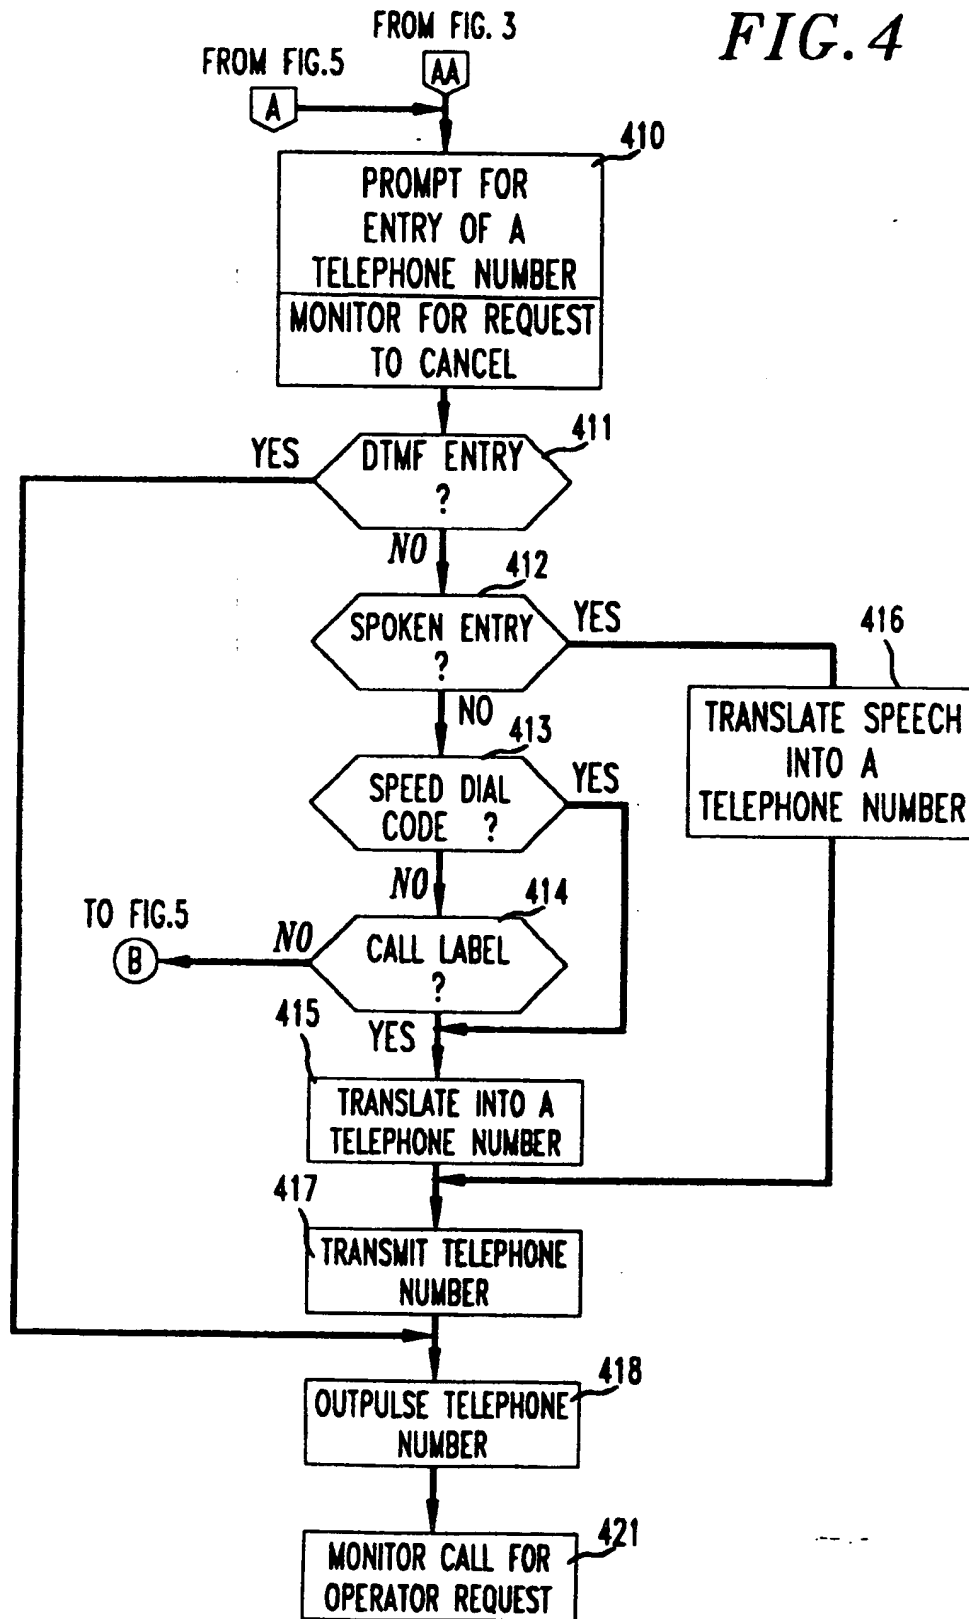 FROM FIG. 3
FIG. 4
FROM FIG.5
AA
A
410
PROMPT FOR
ENTRY OF A
TELEPHONE NUMBER
MONITOR FOR REQUEST
TO CANCEL
411
YES
DTMF ENTRY
?
NO
412
SPOKEN ENTRY
?
YES
416
TRANSLATE SPEECH
INTO A
TELEPHONE NUMBER
NO
413
SPEED DIAL
CODE ?
YES
NO
414
TO FIG.5
B
NO
CALL LABEL
?
415
YES
TRANSLATE INTO A
TELEPHONE NUMBER
417
TRANSMIT TELEPHONE
NUMBER
418
OUTPULSE TELEPHONE
NUMBER
421
MONITOR CALL FOR
OPERATOR REQUEST